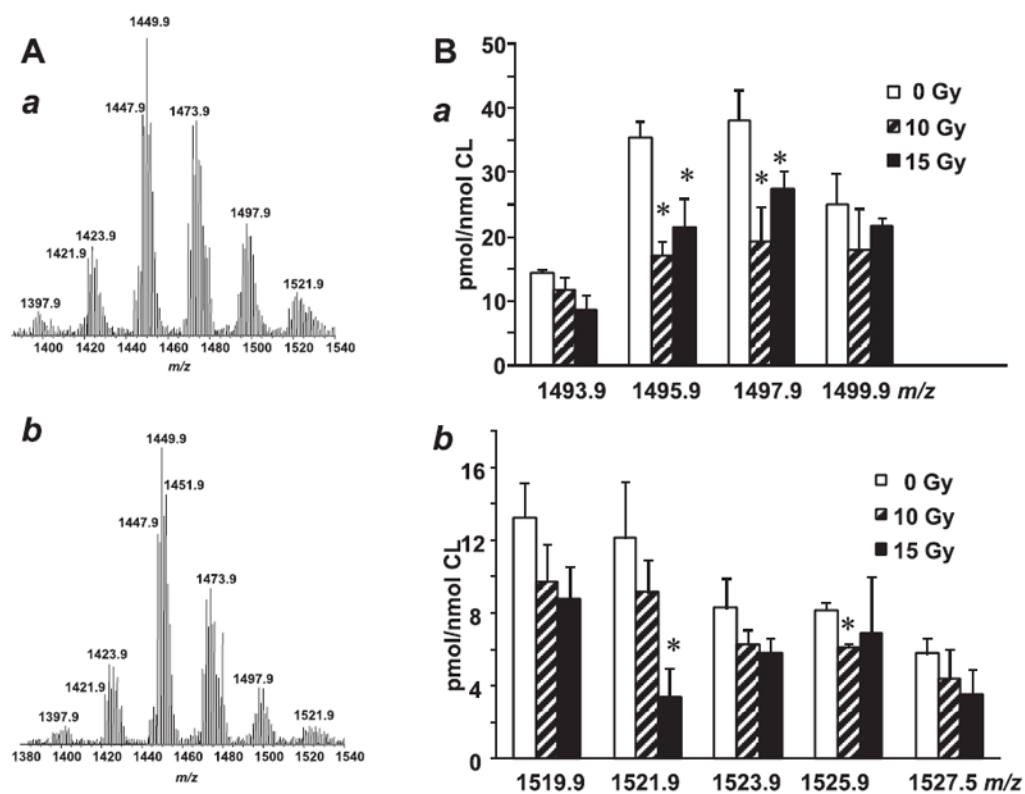 A
a
1449.9
1447.9
1473.9
1423.9
1421.9
1497.9
1397.9
1521.9
1400 1420 1440 1460 1480 1500 1520 1540
m/z
b
1449.9
1451.9
1447.9
1473.9
1423.9
1421.9
1497.9
1397.9
1521.9
1380 1400 1420 1440 1460 1480 1500 1520 1540
m/z
B
a
50
40
30
20
10
0
pmol/nmol CL
0 Gy
10 Gy
15 Gy
*
*
*
*
1493.9 1495.9 1497.9 1499.9 m/z
b
16
12
8
4
0
pmol/nmol CL
0 Gy
10 Gy
15 Gy
*
*
1519.9 1521.9 1523.9 1525.9 1527.5 m/z